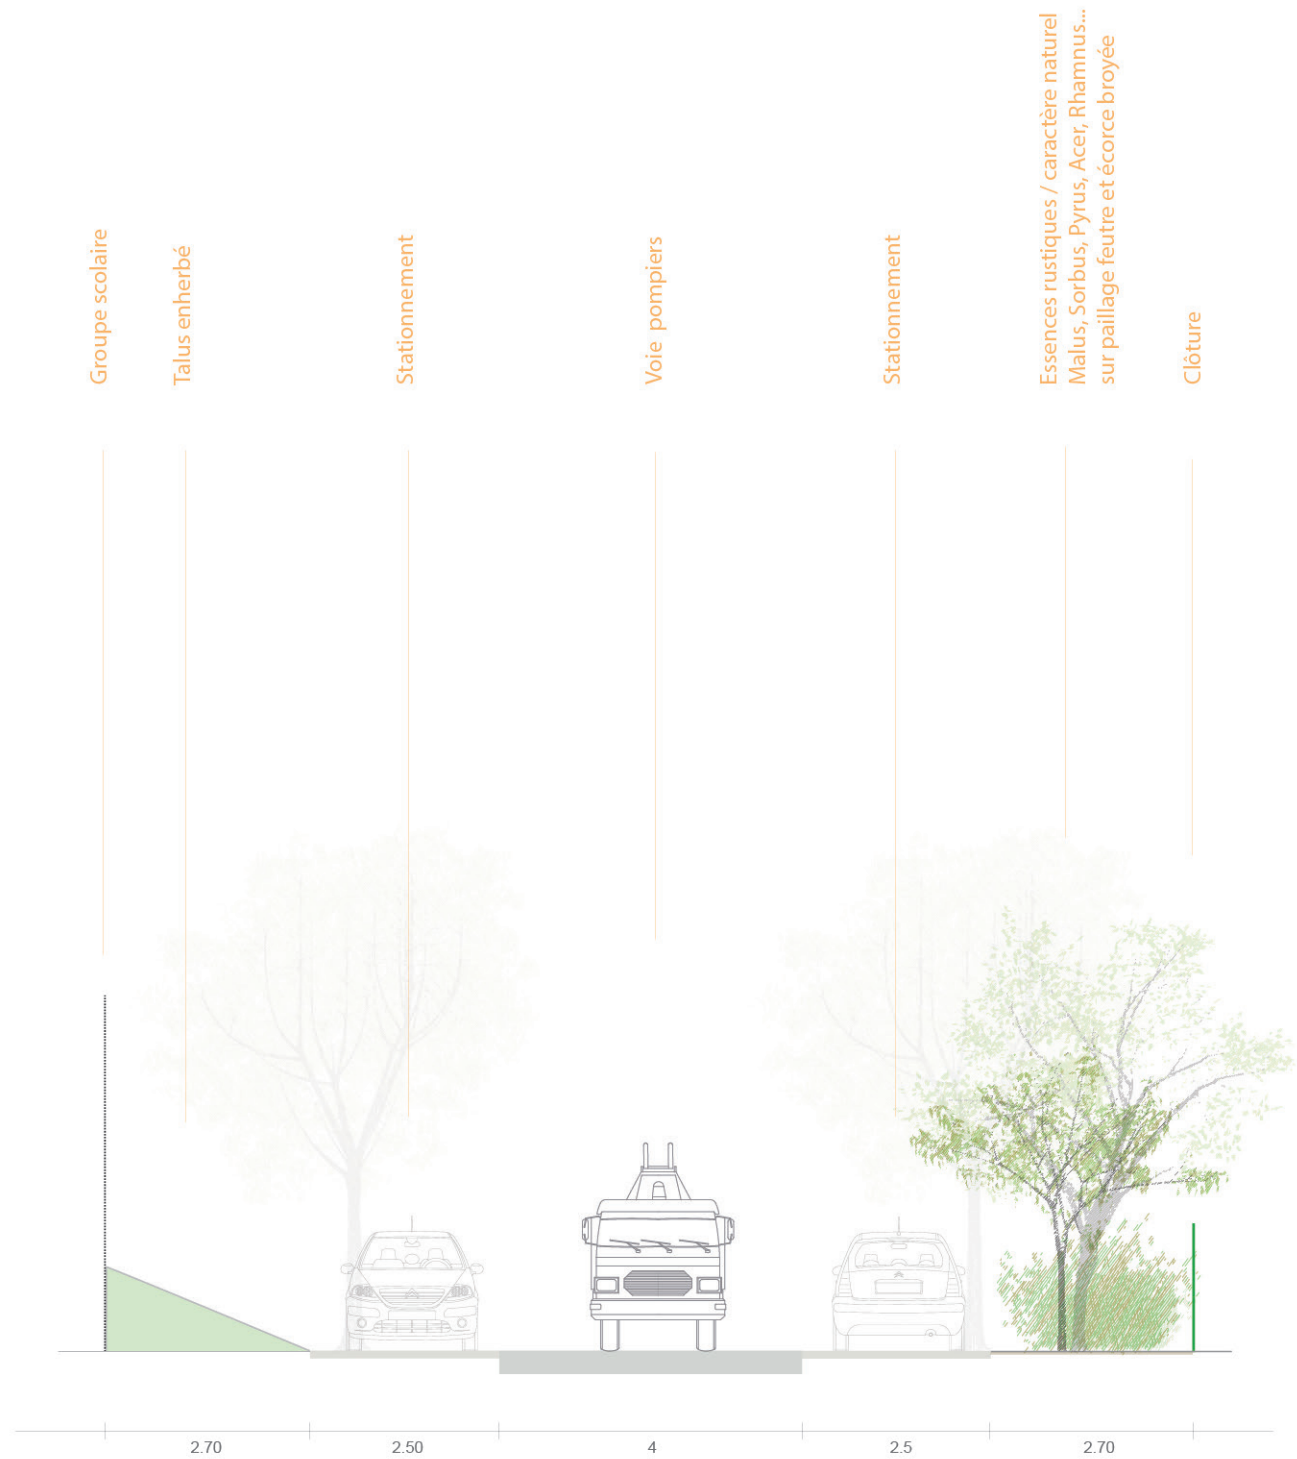 Groupe scolaire
Talus enherbé
Stationnement
Voie pompiers
Stationnement
Essences rustiques / caractère naturel
Malus, Sorbus, Pyrus, Acer, Rhamnus...
sur paillage feutre et écorce broyée
Clôture
2.70
2.50
4
2.5
2.70